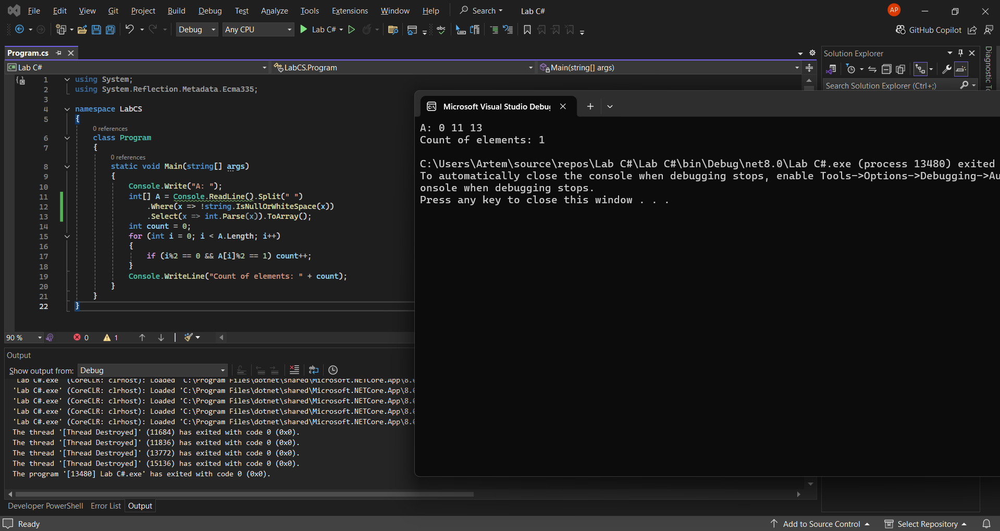 File Edit View Git Project Build Debug Test Analyze Tools Extensions Window Help Search Lab C# AP
Debug Any CPU Lab C# abc GitHub Copilot
Program.cs
C# Lab C# LabCS.Program Main(string[] args)
1 using System;
2 using System.Reflection.Metadata.Ecma335;
3
4 namespace LabCS
5 {
0 references
6 class Program
7 {
0 references
8 static void Main(string[] args)
9 {
10 Console.Write("A: ");
11 int[] A = Console.ReadLine().Split(" ")
12 .Where(x => !string.IsNullOrWhiteSpace(x))
13 .Select(x => int.Parse(x)).ToArray();
14 int count = 0;
15 for (int i = 0; i < A.Length; i++)
16 {
17 if (i%2 == 0 && A[i]%2 == 1) count++;
18 }
19 Console.WriteLine("Count of elements: " + count);
20 }
21 }
22 }
90 % 0 1
Output
Show output from: Debug
'Lab C#.exe' (CoreCLR: clrhost): Loaded 'C:\Program Files\dotnet\shared\Microsoft.NETCore.App\8.0
'Lab C#.exe' (CoreCLR: clrhost): Loaded 'C:\Program Files\dotnet\shared\Microsoft.NETCore.App\8.0
'Lab C#.exe' (CoreCLR: clrhost): Loaded 'C:\Program Files\dotnet\shared\Microsoft.NETCore.App\8.0
'Lab C#.exe' (CoreCLR: clrhost): Loaded 'C:\Program Files\dotnet\shared\Microsoft.NETCore.App\8.0
'Lab C#.exe' (CoreCLR: clrhost): Loaded 'C:\Program Files\dotnet\shared\Microsoft.NETCore.App\8.0
The thread '[Thread Destroyed]' (11684) has exited with code 0 (0x0).
The thread '[Thread Destroyed]' (11836) has exited with code 0 (0x0).
The thread '[Thread Destroyed]' (13772) has exited with code 0 (0x0).
The thread '[Thread Destroyed]' (15136) has exited with code 0 (0x0).
The program '[13480] Lab C#.exe' has exited with code 0 (0x0).
Developer PowerShell Error List Output
Ready Add to Source Control Select Repository
Solution Explorer
Search Solution Explorer (Ctrl+;)
Diagnostic To
Microsoft Visual Studio Debug
A: 0 11 13
Count of elements: 1
C:\Users\Artem\source\repos\Lab C#\Lab C#\bin\Debug\net8.0\Lab C#.exe (process 13480) exited
To automatically close the console when debugging stops, enable Tools->Options->Debugging->Au
onsole when debugging stops.
Press any key to close this window . . .